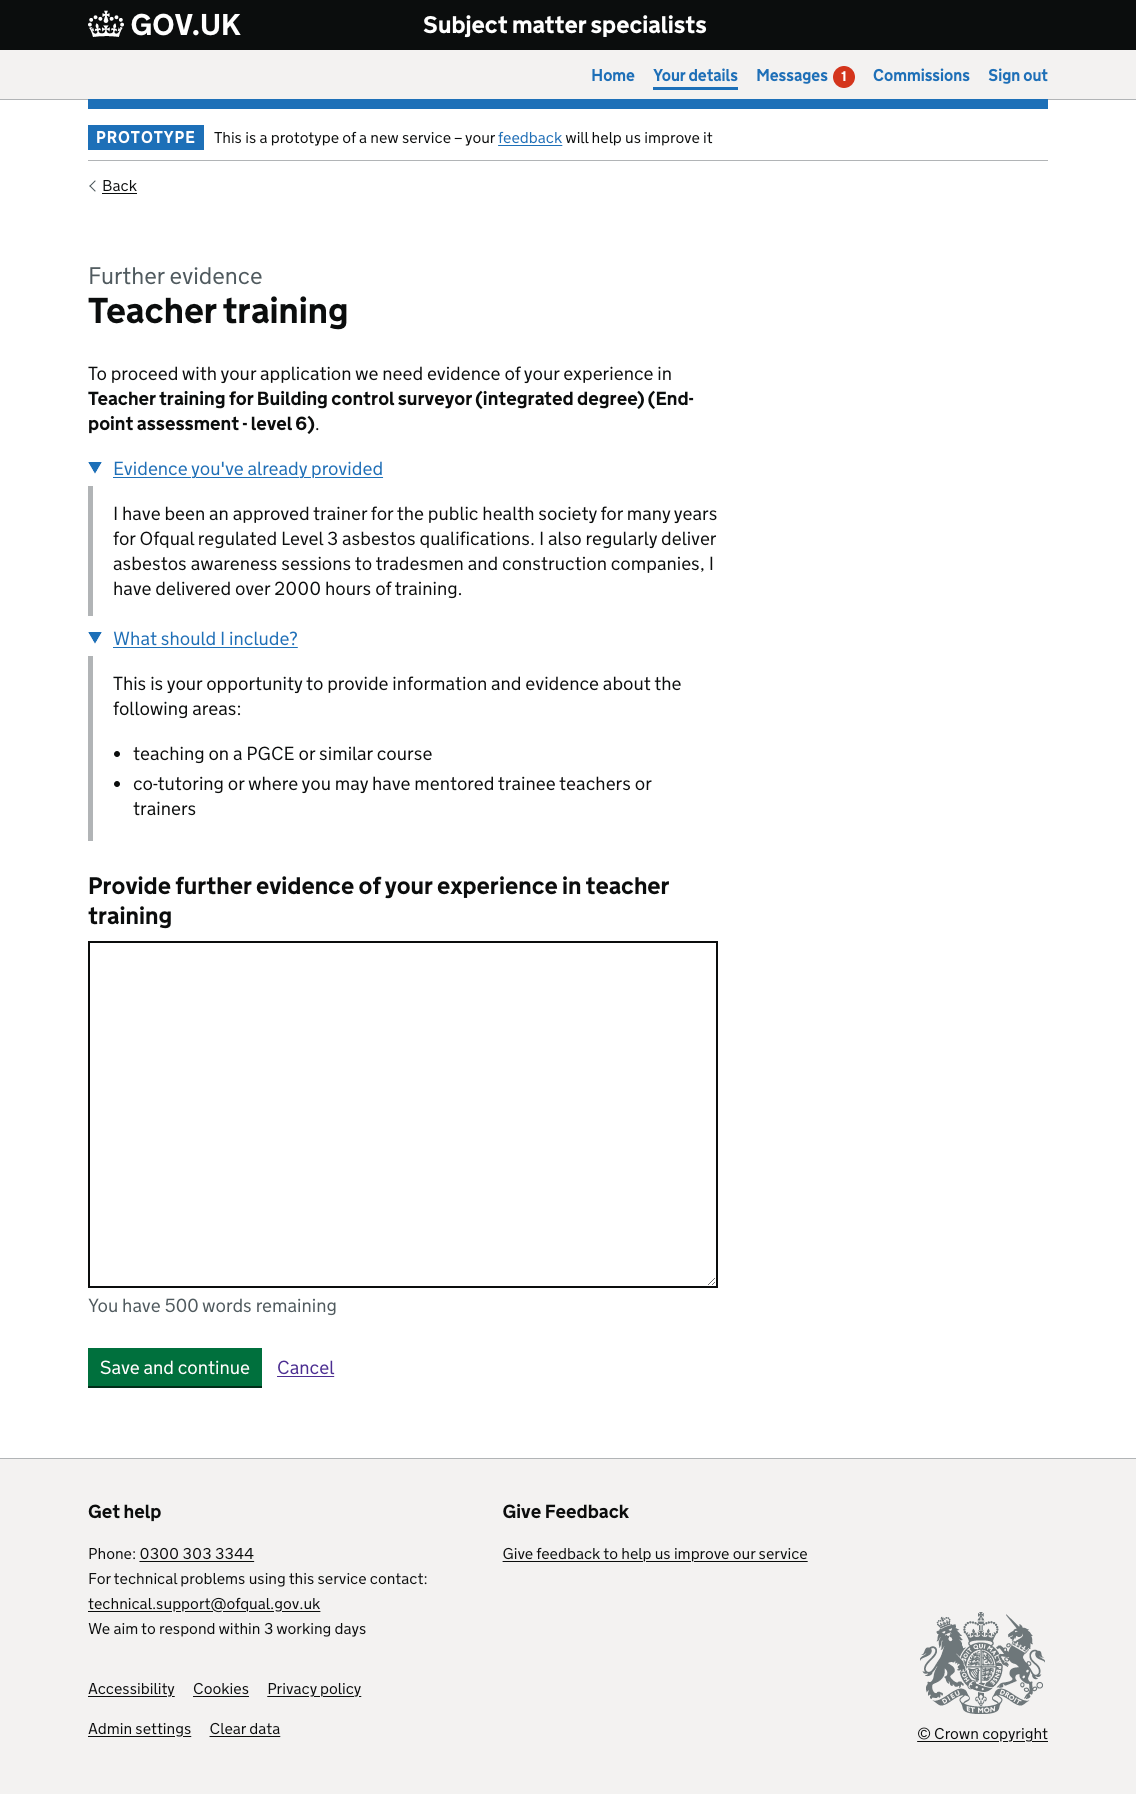 GOV.UK
Subject matter specialists
Home Your details Messages 1 Commissions Sign out
PROTOTYPE This is a prototype of a new service – your feedback will help us improve it
Back
Further evidence
Teacher training
To proceed with your application we need evidence of your experience in
Teacher training for Building control surveyor (integrated degree) (End-
point assessment - level 6).
Evidence you've already provided
I have been an approved trainer for the public health society for many years
for Ofqual regulated Level 3 asbestos qualifications. I also regularly deliver
asbestos awareness sessions to tradesmen and construction companies, I
have delivered over 2000 hours of training.
What should I include?
This is your opportunity to provide information and evidence about the
following areas:
• teaching on a PGCE or similar course
• co-tutoring or where you may have mentored trainee teachers or
trainers
Provide further evidence of your experience in teacher
training
You have 500 words remaining
Save and continue Cancel
Get help
Phone: 0300 303 3344
For technical problems using this service contact:
technical.support@ofqual.gov.uk
We aim to respond within 3 working days
Accessibility Cookies Privacy policy
Admin settings Clear data
Give Feedback
Give feedback to help us improve our service
DIEU ET MON DROIT
© Crown copyright